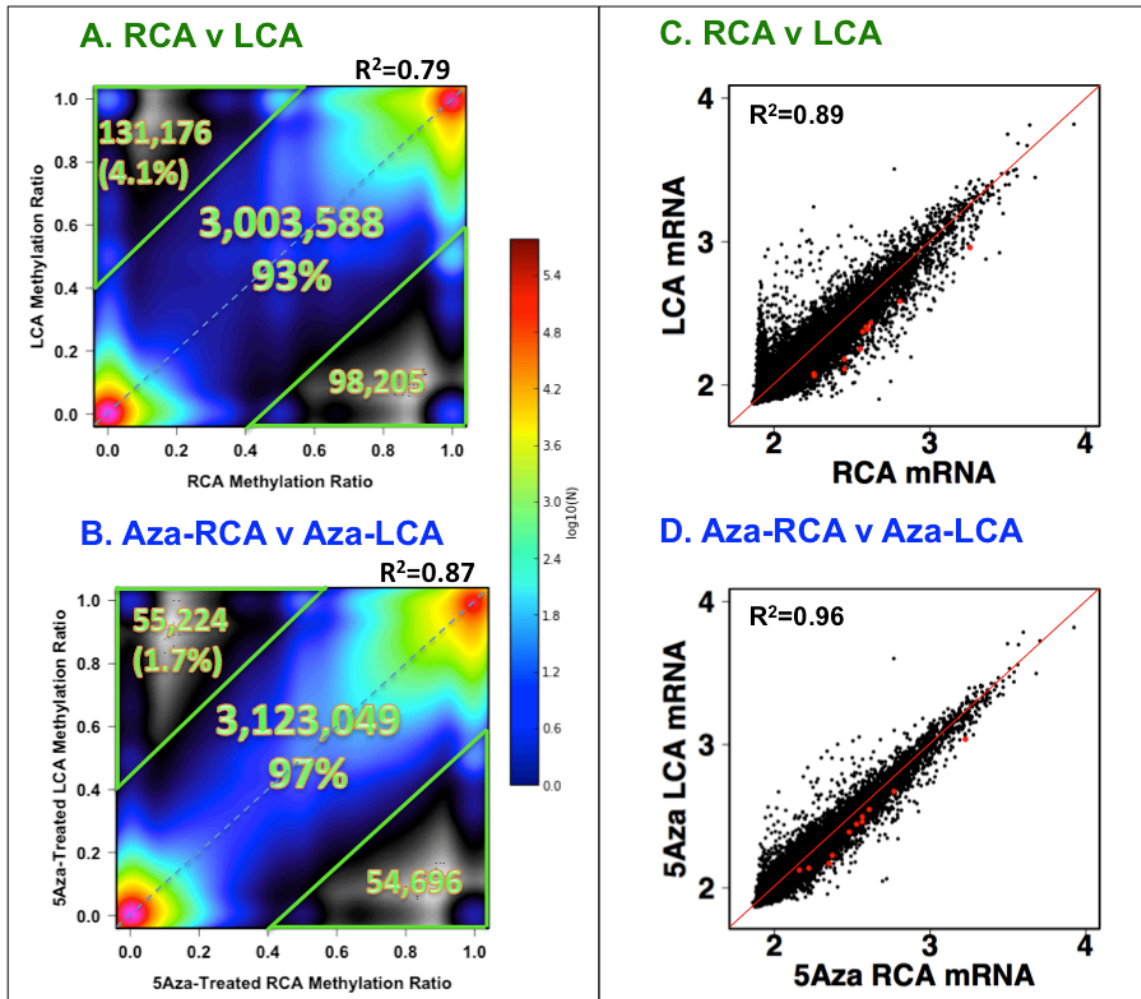 A. RCA v LCA
R²=0.79
1.0
0.8
0.6
0.4
0.2
0.0
LCA Methylation Ratio
131,176
(4.1%)
3,003,588
93%
98,205
0.0 0.2 0.4 0.6 0.8 1.0
RCA Methylation Ratio
5.4
4.8
4.2
3.6
3.0
2.4
1.8
1.2
0.6
0.0
log10(N)
B. Aza-RCA v Aza-LCA
R²=0.87
1.0
0.8
0.6
0.4
0.2
0.0
5Aza-Treated LCA Methylation Ratio
55,224
(1.7%)
3,123,049
97%
54,696
0.0 0.2 0.4 0.6 0.8 1.0
5Aza-Treated RCA Methylation Ratio
C. RCA v LCA
R²=0.89
4
3
2
LCA mRNA
2 3 4
RCA mRNA
D. Aza-RCA v Aza-LCA
R²=0.96
4
3
2
5Aza LCA mRNA
2 3 4
5Aza RCA mRNA